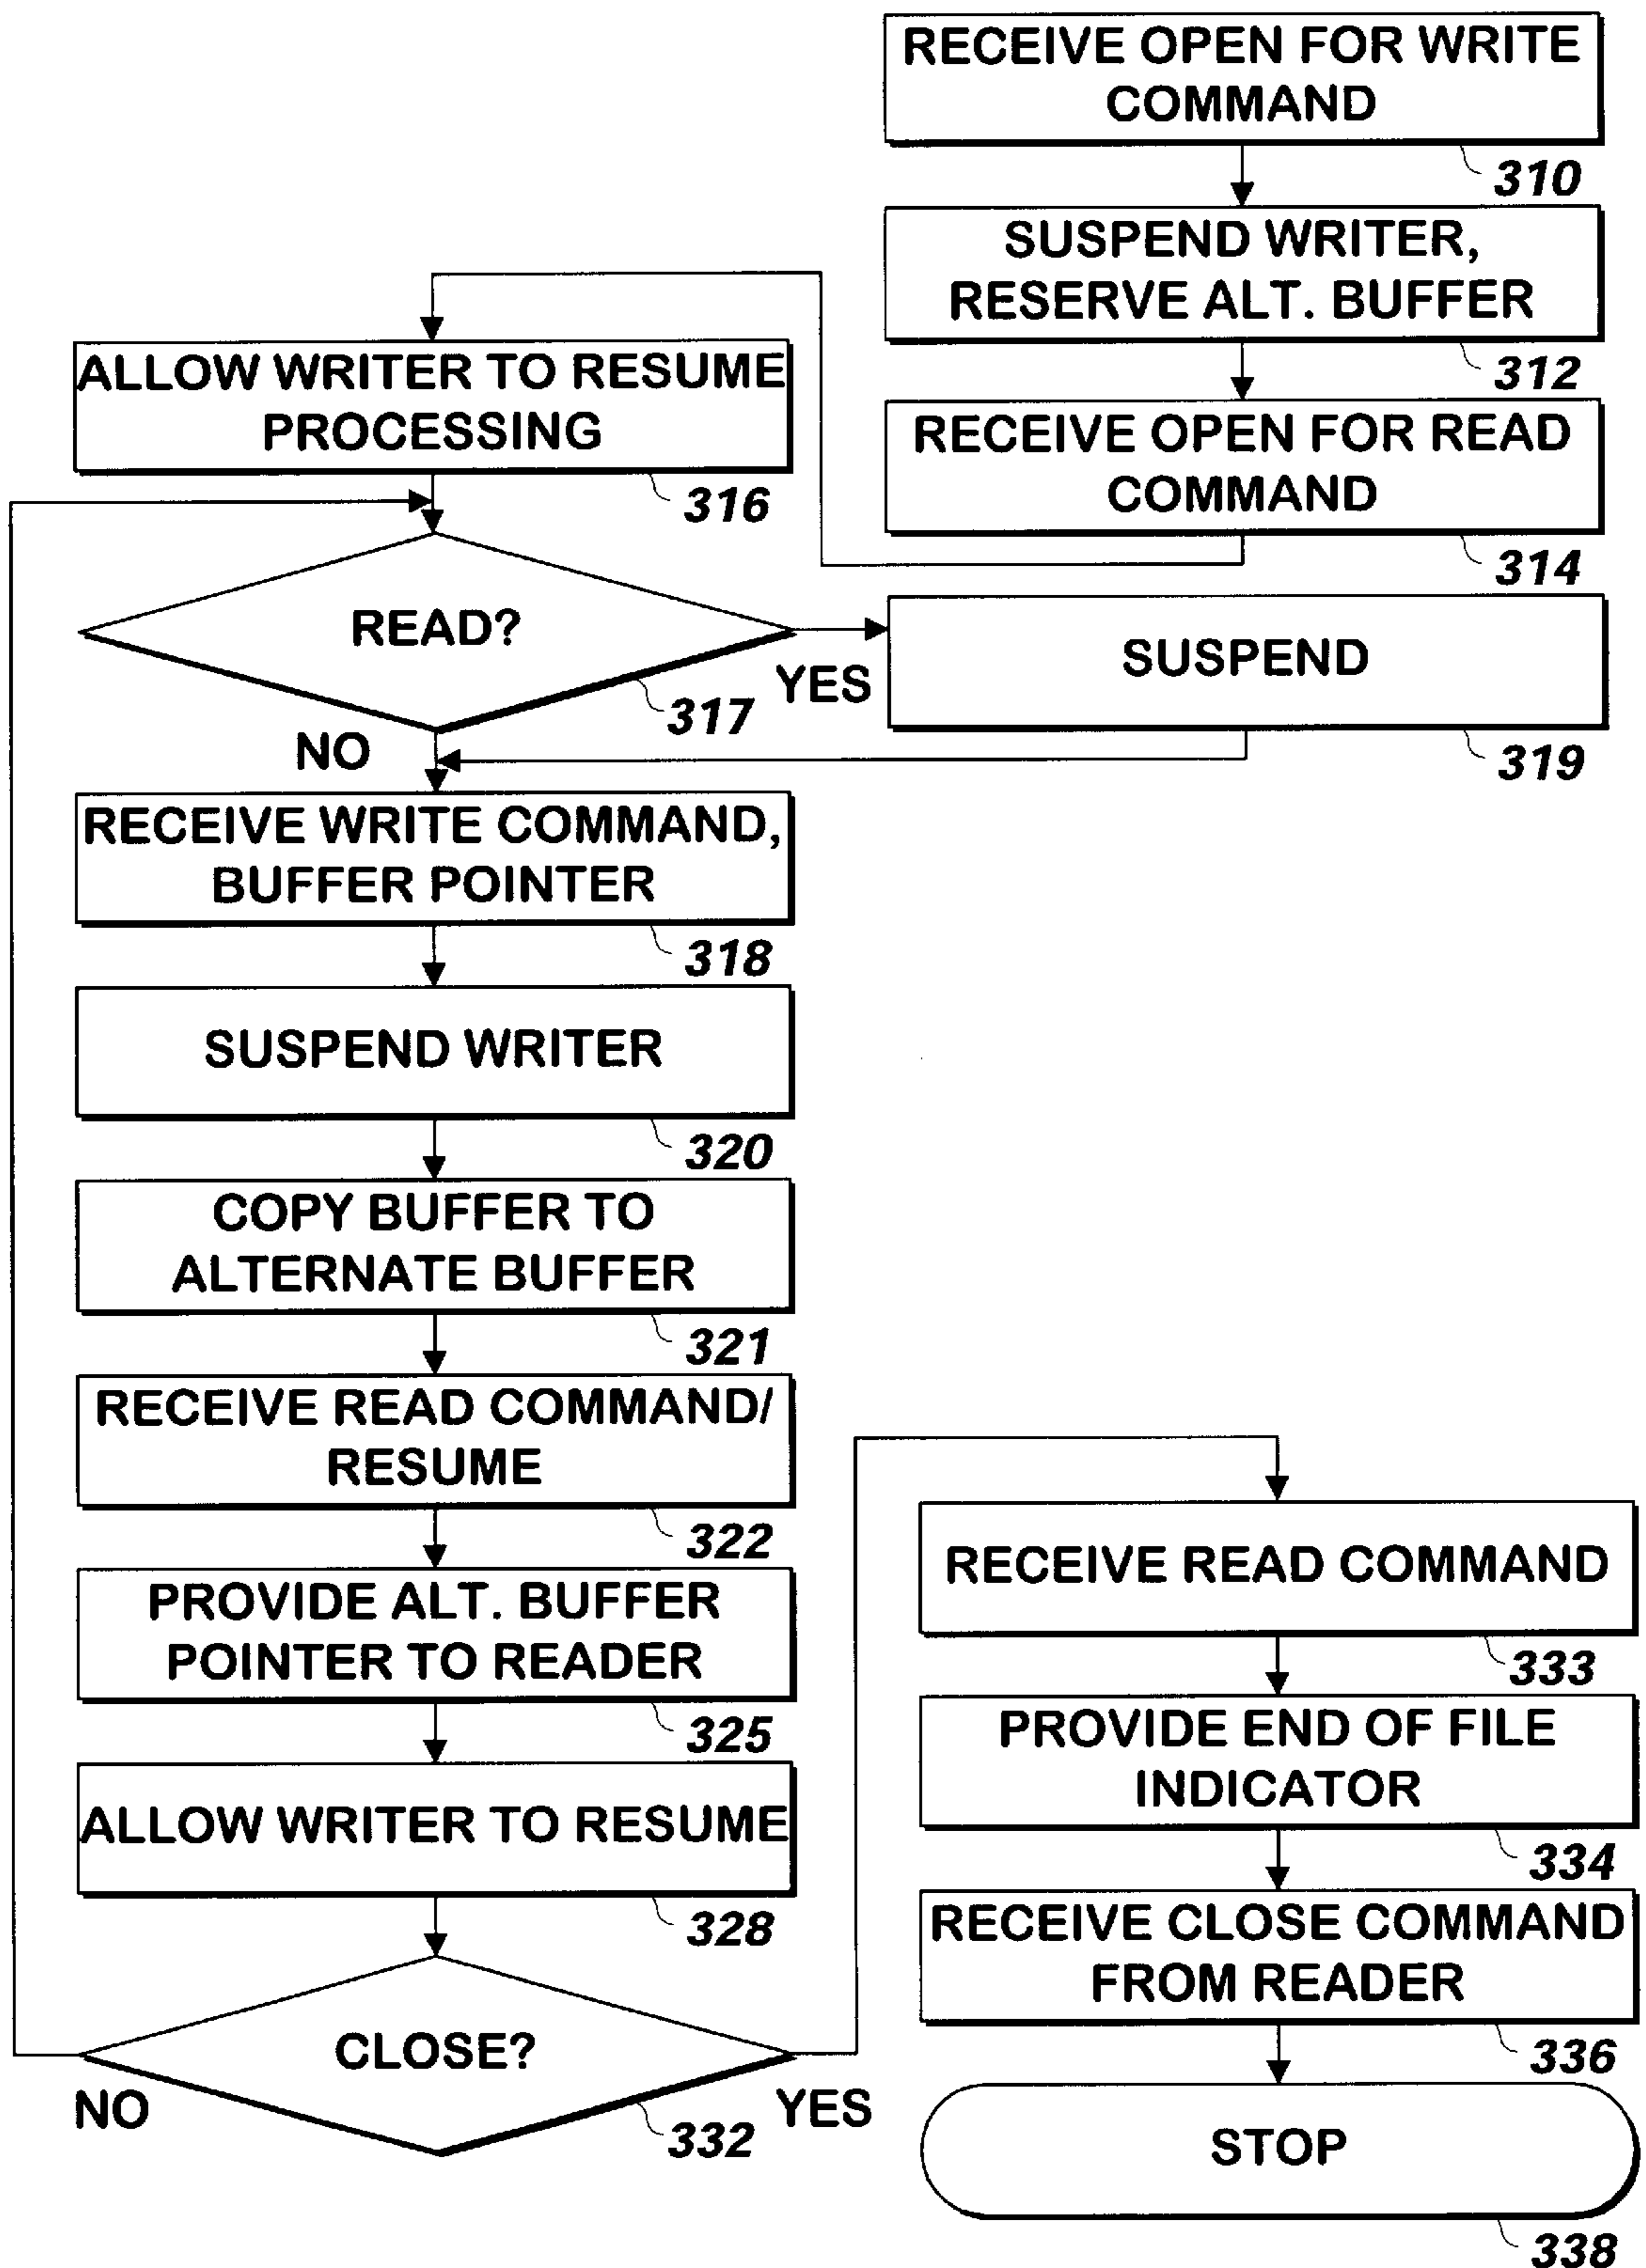 RECEIVE OPEN FOR WRITE
COMMAND
310
SUSPEND WRITER,
RESERVE ALT. BUFFER
312
RECEIVE OPEN FOR READ
COMMAND
314
ALLOW WRITER TO RESUME
PROCESSING
316
READ?
317
YES
NO
SUSPEND
319
RECEIVE WRITE COMMAND,
BUFFER POINTER
318
SUSPEND WRITER
320
COPY BUFFER TO
ALTERNATE BUFFER
321
RECEIVE READ COMMAND/
RESUME
322
PROVIDE ALT. BUFFER
POINTER TO READER
325
ALLOW WRITER TO RESUME
328
CLOSE?
332
NO
YES
RECEIVE READ COMMAND
333
PROVIDE END OF FILE
INDICATOR
334
RECEIVE CLOSE COMMAND
FROM READER
336
STOP
338